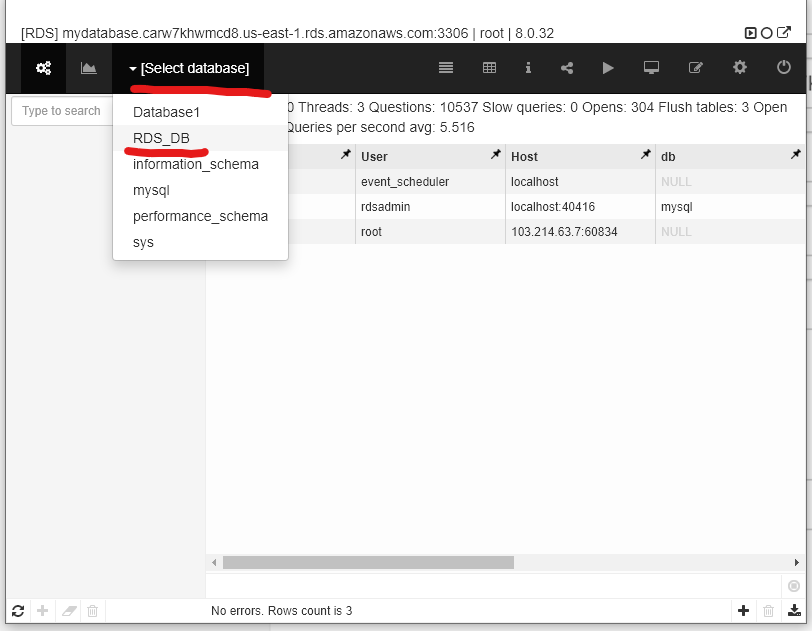 [RDS] mydatabase.carw7khwmcd8.us-east-1.rds.amazonaws.com:3306 | root | 8.0.32
[Select database]
Type to search
Database1
RDS_DB
information_schema
mysql
performance_schema
sys
0 Threads: 3 Questions: 10537 Slow queries: 0 Opens: 304 Flush tables: 3 Open
Queries per second avg: 5.516
User Host db
event_scheduler localhost NULL
rdsadmin localhost:40416 mysql
root 103.214.63.7:60834 NULL
No errors. Rows count is 3